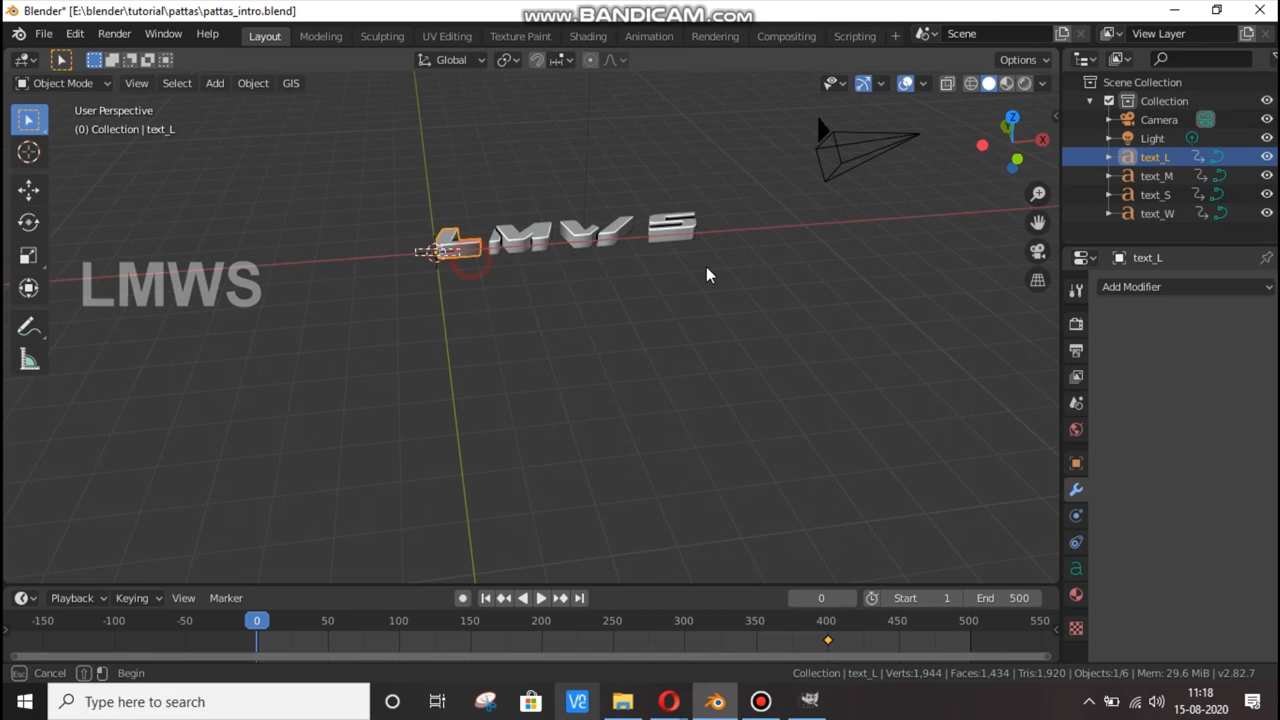 Blender* [E:\blender\tutorial\pattas\pattas_intro.blend]
www.BANDICAM.com
File Edit Render Window Help
Layout Modeling Sculpting UV Editing Texture Paint Shading Animation Rendering Compositing Scripting +
Scene
View Layer
Global
Options
Object Mode View Select Add Object GIS
User Perspective
(0) Collection | text_L
Z
X
LMWS
L M W S
Scene Collection
Collection
Camera
Light
text_L
text_M
text_S
text_W
text_L
Add Modifier
Playback Keying View Marker
0
Start 1
End 500
-150 -100 -50 0 50 100 150 200 250 300 350 400 450 500 550
Esc Cancel Begin
Collection | text_L | Verts:1,944 | Faces:1,434 | Tris:1,920 | Objects:1/6 | Mem: 29.6 MiB | v2.82.7
Type here to search
11:18
15-08-2020